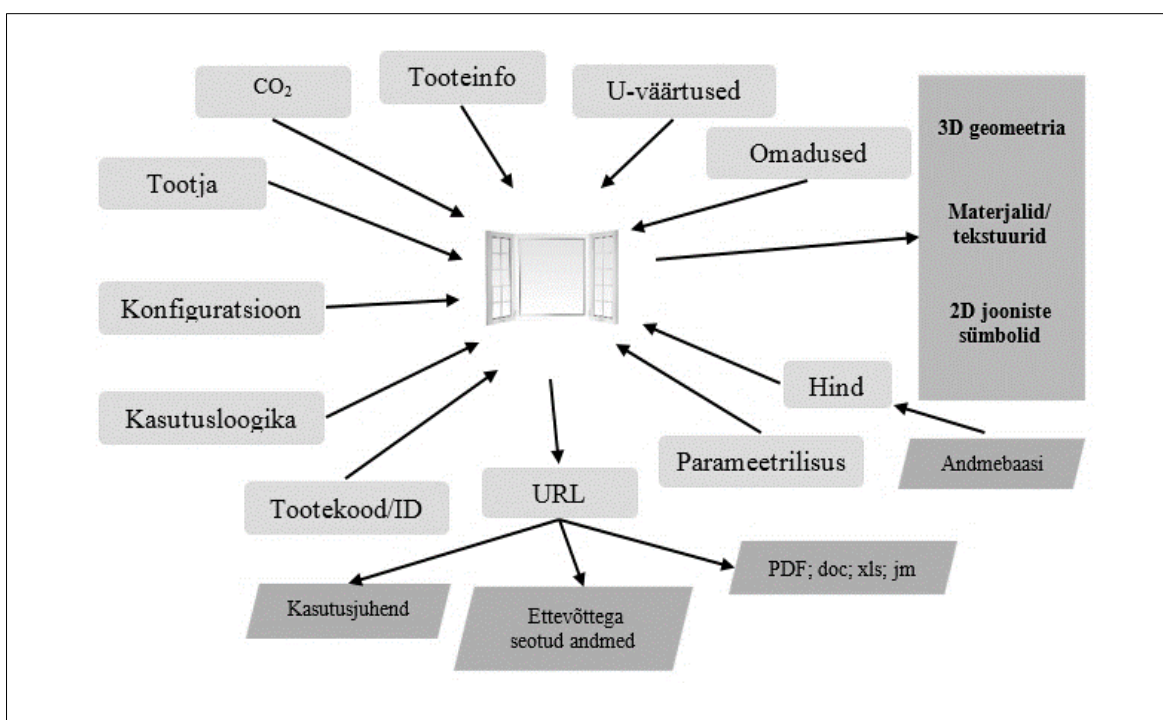 CO₂
Tooteinfo
U-väärtused
3D geomeetria
Omadused
Tootja
Materjalid/
tekstuurid
Konfiguratsioon
2D jooniste
sümbolid
Hind
Kasutusloogika
Parameetrilisus
Andmebaasi
Tootekood/ID
URL
PDF; doc; xls; jm
Kasutusjuhend
Ettevõttega
seotud andmed